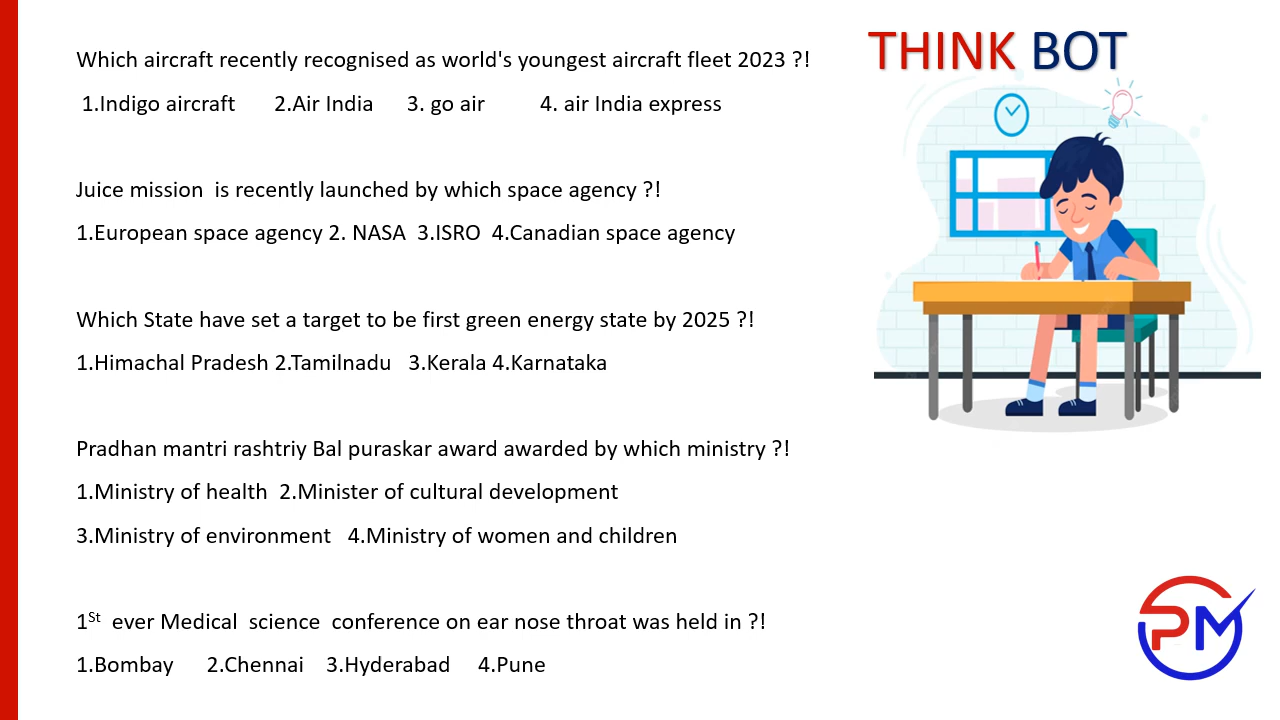 THINK BOT
Which aircraft recently recognised as world's youngest aircraft fleet 2023 ?!
1.Indigo aircraft 2.Air India 3. go air 4. air India express
Juice mission is recently launched by which space agency ?!
1.European space agency 2. NASA 3.ISRO 4.Canadian space agency
Which State have set a target to be first green energy state by 2025 ?!
1.Himachal Pradesh 2.Tamilnadu 3.Kerala 4.Karnataka
Pradhan mantri rashtriy Bal puraskar award awarded by which ministry ?!
1.Ministry of health 2.Minister of cultural development
3.Ministry of environment 4.Ministry of women and children
1St ever Medical science conference on ear nose throat was held in ?!
1.Bombay 2.Chennai 3.Hyderabad 4.Pune
PM